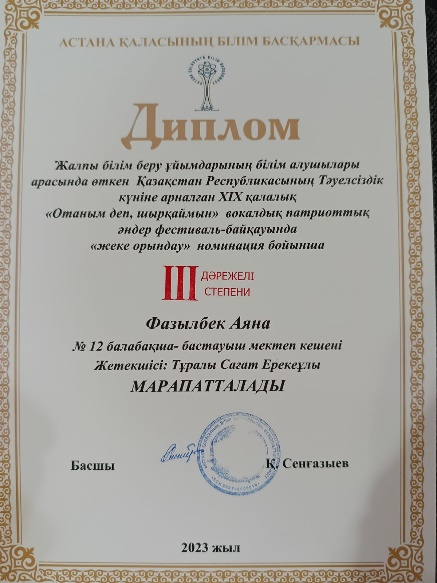 АСТАНА ҚАЛАСЫНЫҢ БІЛІМ БАСҚАРМАСЫ
Диплом
Жалпы білім беру ұйымдарының білім алушылары
арасында өткен Қазақстан Республикасының Тәуелсіздік
күніне арналған XIX қалалық
«Отаным деп, шырқаймын» вокалдық патриоттық
әндер фестиваль-байқауында
«жеке орындау» номинация бойынша
III ДӘРЕЖЕЛІ
СТЕПЕНИ
Фазылбек Аяна
№ 12 балабақша- бастауыш мектеп кешені
Жетекшісі: Тұралы Сағат Ерекеұлы
МАРАПАТТАЛАДЫ
Басшы Қ. Сенғазыев
2023 жыл